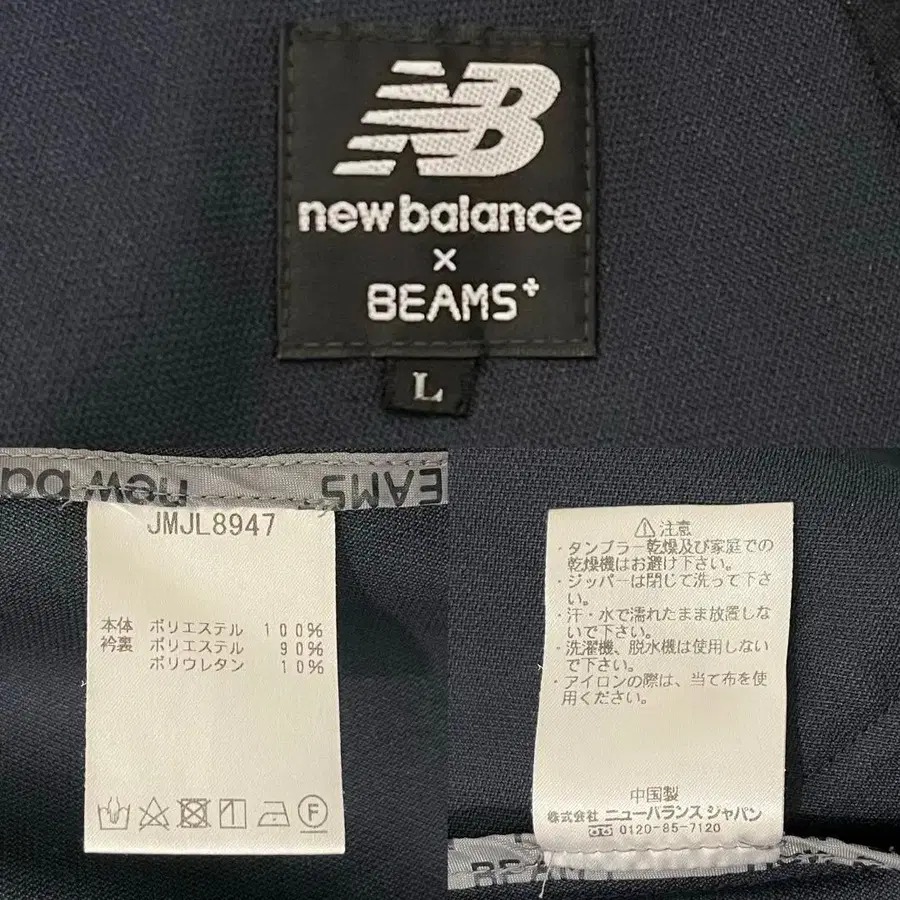 NB
new balance
×
BEAMS+
L
new ba
EAMS+
JMJL8947
本体 ポリエステル 100%
衿裏 ポリエステル 90%
ポリウレタン 10%
F
⚠注意
・タンブラー乾燥及び家庭での
乾燥機はお避け下さい。
・ジッパーは閉じて洗って下さ
い。
・汗・水で濡れたまま放置しな
いで下さい。
・洗濯機、脱水機は使用しない
で下さい。
・アイロンの際は、当て布を使
用ください。
中国製
株式会社 ニューバランス ジャパン
0120-85-7120
BEAM